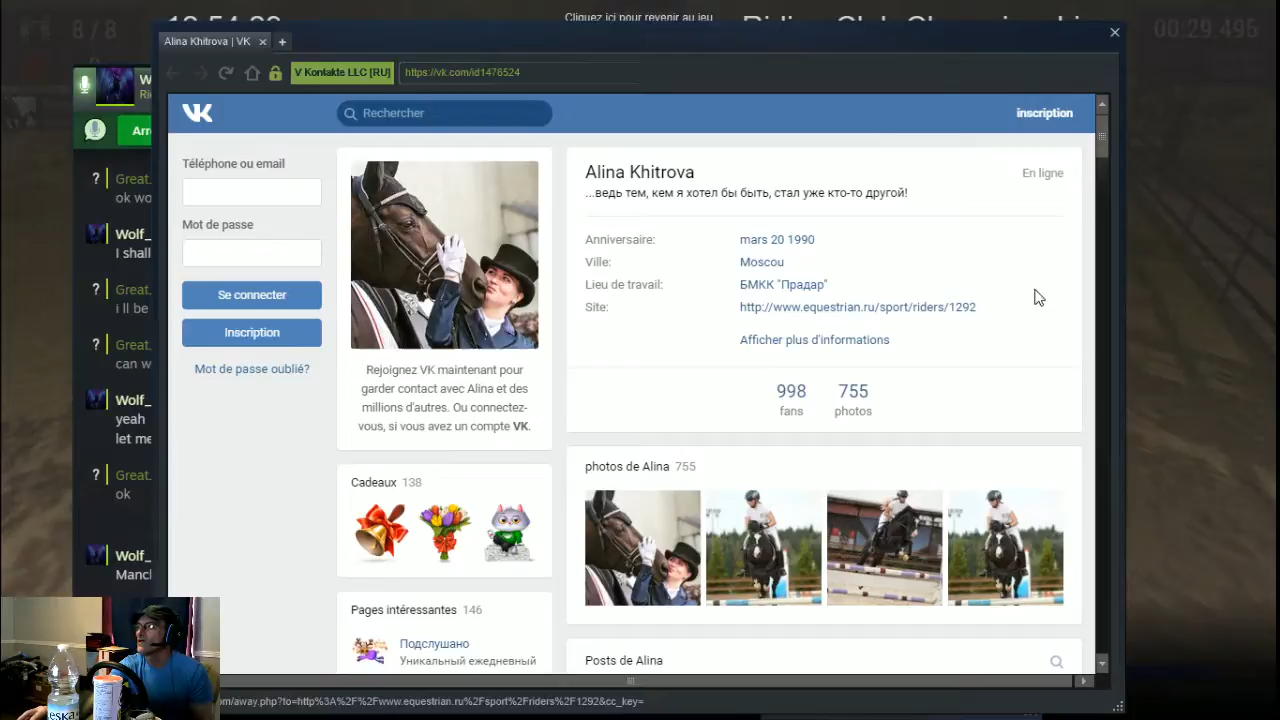 8 / 8
Cliquez ici pour revenir au jeu
00:29.495
Alina Khitrova | VK
V Kontakte LLC [RU]
https://vk.com/id1476524
Rechercher
inscription
Téléphone ou email
Mot de passe
Se connecter
Inscription
Mot de passe oublié?
Rejoignez VK maintenant pour
garder contact avec Alina et des
millions d'autres. Ou connectez-
vous, si vous avez un compte VK.
Cadeaux 138
Pages intéressantes 146
Подслушано
Уникальный ежедневный
Alina Khitrova
En ligne
...ведь тем, кем я хотел бы быть, стал уже кто-то другой!
Anniversaire: mars 20 1990
Ville: Moscou
Lieu de travail: БМКК "Прадар"
Site: http://www.equestrian.ru/sport/riders/1292
Afficher plus d'informations
998 755
fans photos
photos de Alina 755
Posts de Alina
Great.
ok wo
Wolf_
I shall
Great.
i ll be
Great.
can w
Wolf_
yeah
let me
Great.
ok
Wolf_
Manch
om/away.php?to=http%3A%2F%2Fwww.equestrian.ru%2Fsport%2Friders%2F1292&cc_key=